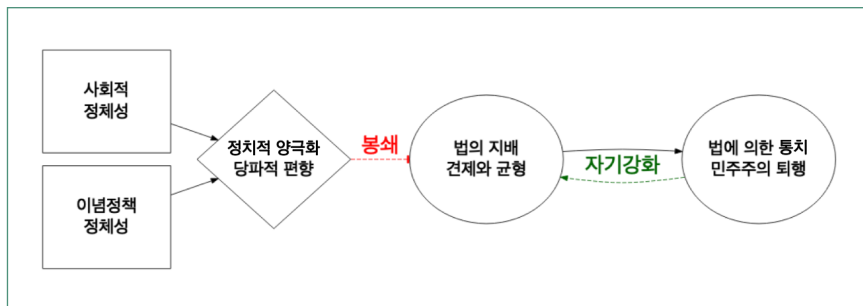 사회적
정체성
이념정책
정체성
정치적 양극화
당파적 편향
봉쇄
법의 지배
견제와 균형
자기강화
법에 의한 통치
민주주의 퇴행